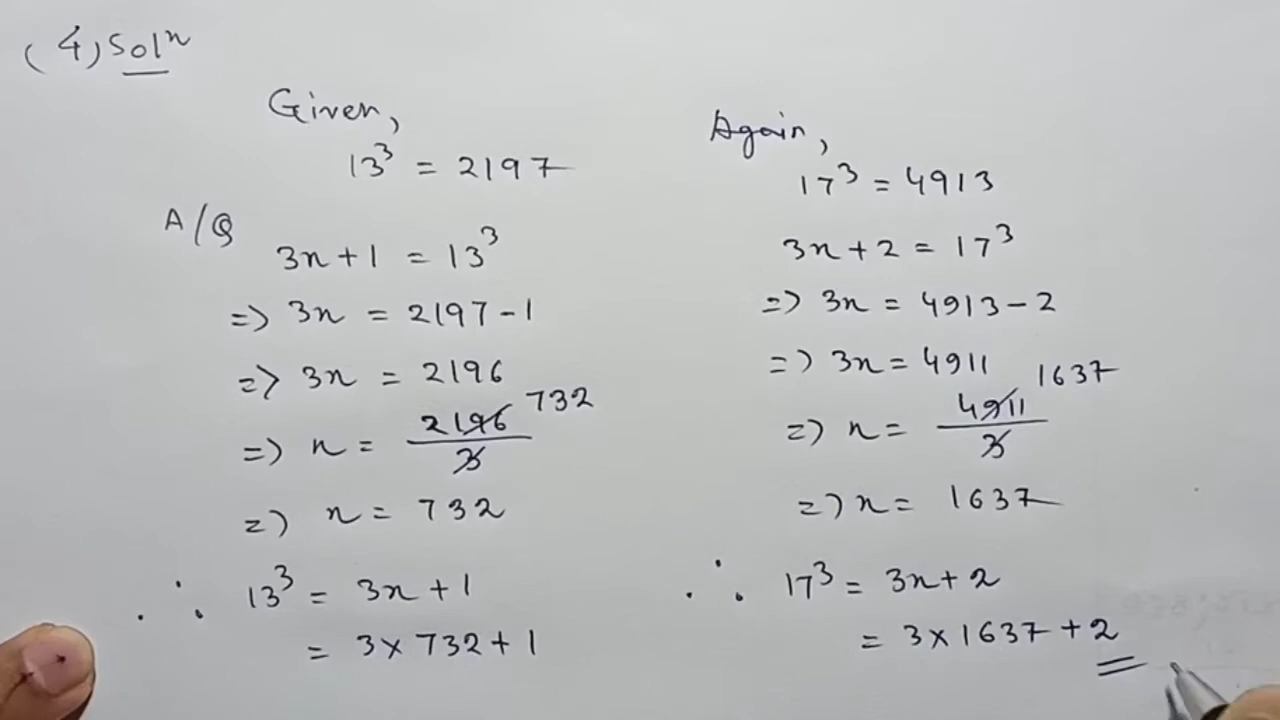 (4) Solⁿ
Given,
13³ = 2197
A/Q
3n + 1 = 13³
=> 3n = 2197 - 1
=> 3n = 2196
=> n = 2196/3 732
=> n = 732
∴ 13³ = 3n + 1
= 3 × 732 + 1
Again,
17³ = 4913
3n + 2 = 17³
=> 3n = 4913 - 2
=> 3n = 4911
=> n = 4911/3 1637
=> n = 1637
∴ 17³ = 3n + 2
= 3 × 1637 + 2